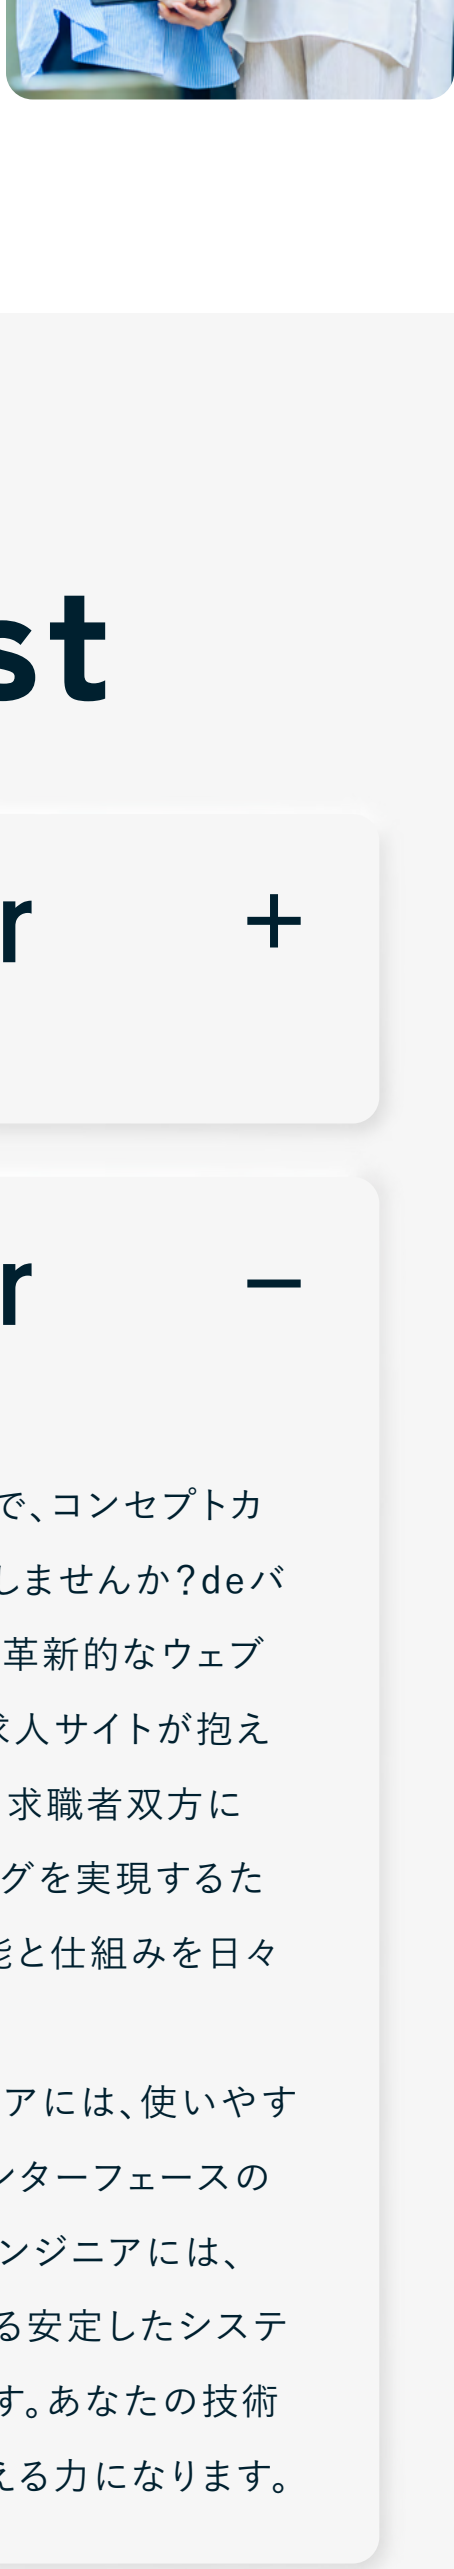 st
r
+
r
−
で、コンセプトカ
しませんか？deバ
革新的なウェブ
求人サイトが抱え
求職者双方に
グを実現するた
能と仕組みを日々
アには、使いやす
ンターフェースの
ンジニアには、
る安定したシステ
す。あなたの技術
える力になります。